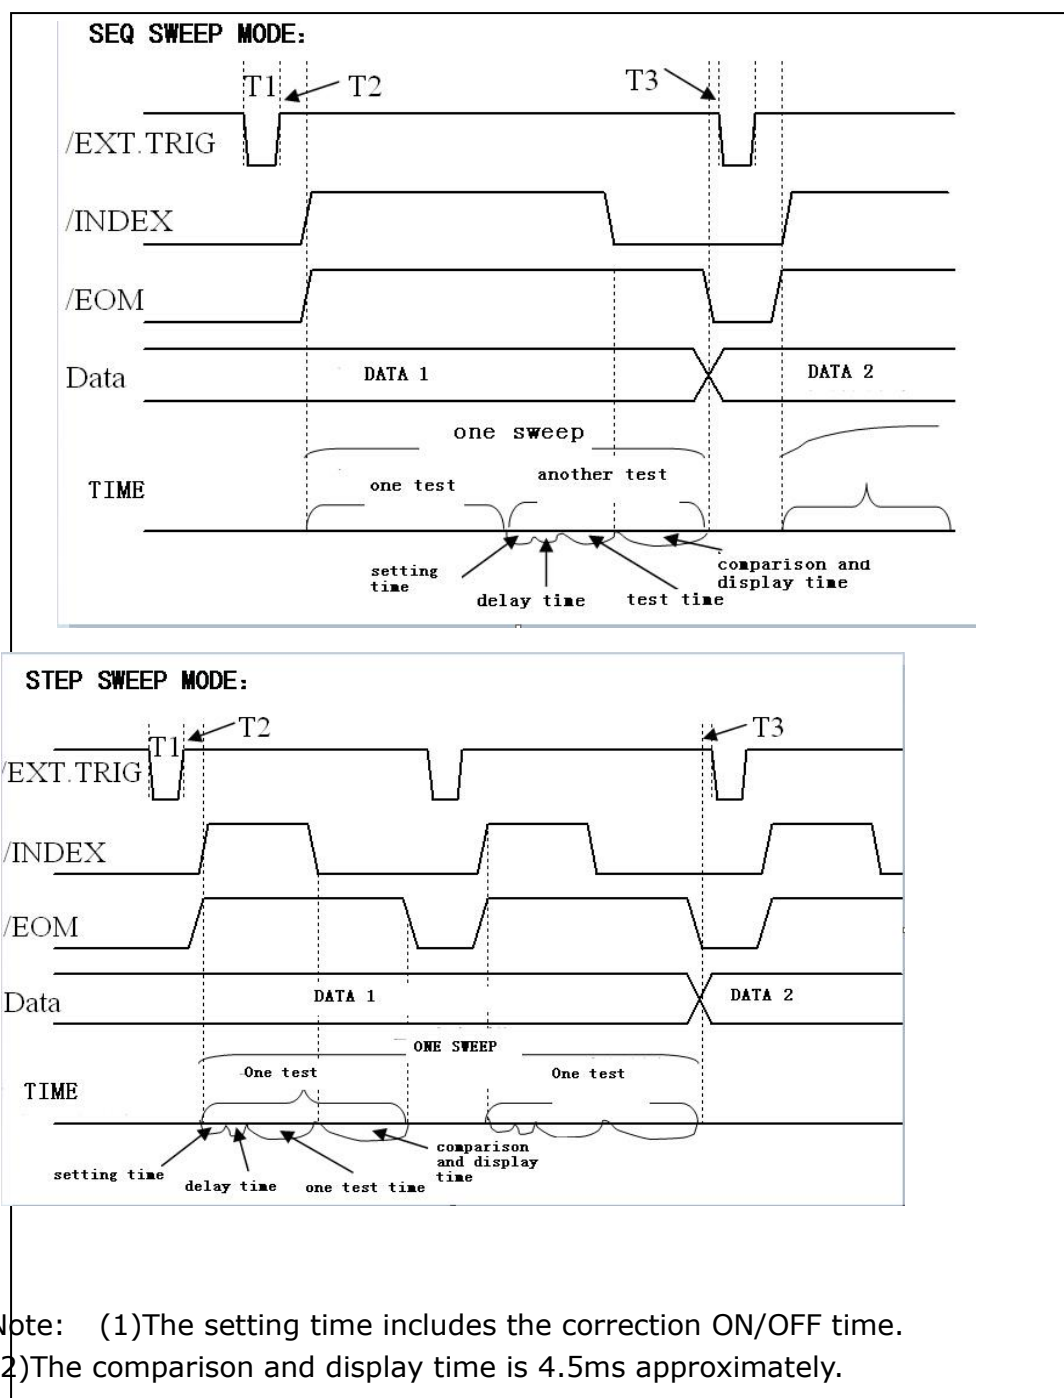 SEQ SWEEP MODE:
T1
T2
T3
/EXT.TRIG
/INDEX
/EOM
Data
DATA 1
DATA 2
one sweep
another test
one test
TIME
setting
time
delay time
test time
comparison and
display time
STEP SWEEP MODE:
T1
T2
T3
/EXT.TRIG
/INDEX
/EOM
Data
DATA 1
DATA 2
ONE SWEEP
One test
One test
TIME
setting time
delay time
one test time
comparison
and display
time
Note: (1)The setting time includes the correction ON/OFF time.
2)The comparison and display time is 4.5ms approximately.